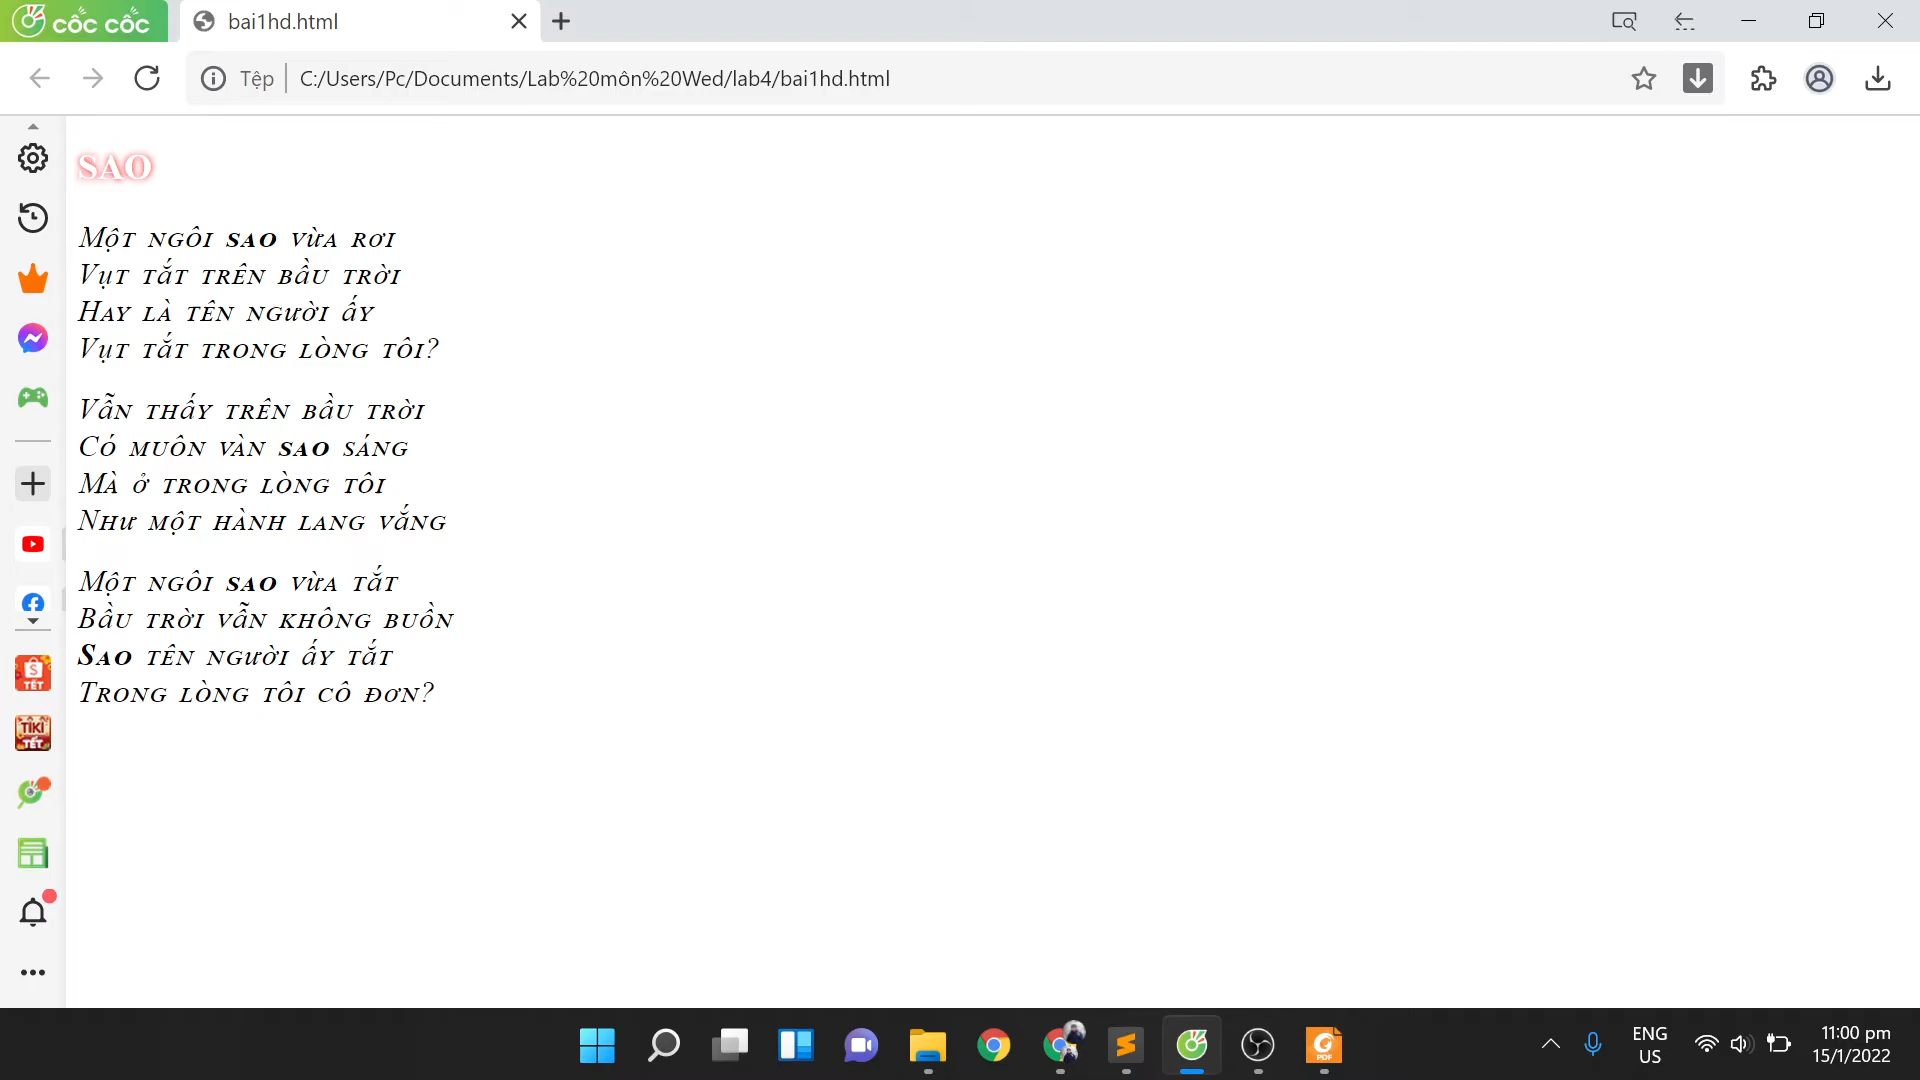 cốc cốc
bai1hd.html
Tệp
C:/Users/Pc/Documents/Lab%20môn%20Wed/lab4/bai1hd.html
SAO
Một ngôi sao vừa rơi
Vụt tắt trên bầu trời
Hay là tên người ấy
Vụt tắt trong lòng tôi?
Vẫn thấy trên bầu trời
Có muôn vàn sao sáng
Mà ở trong lòng tôi
Như một hành lang vắng
Một ngôi sao vừa tắt
Bầu trời vẫn không buồn
Sao tên người ấy tắt
Trong lòng tôi cô đơn?
S
TẾT
TIKI
TẾT
PDF
ENG
US
11:00 pm
15/1/2022